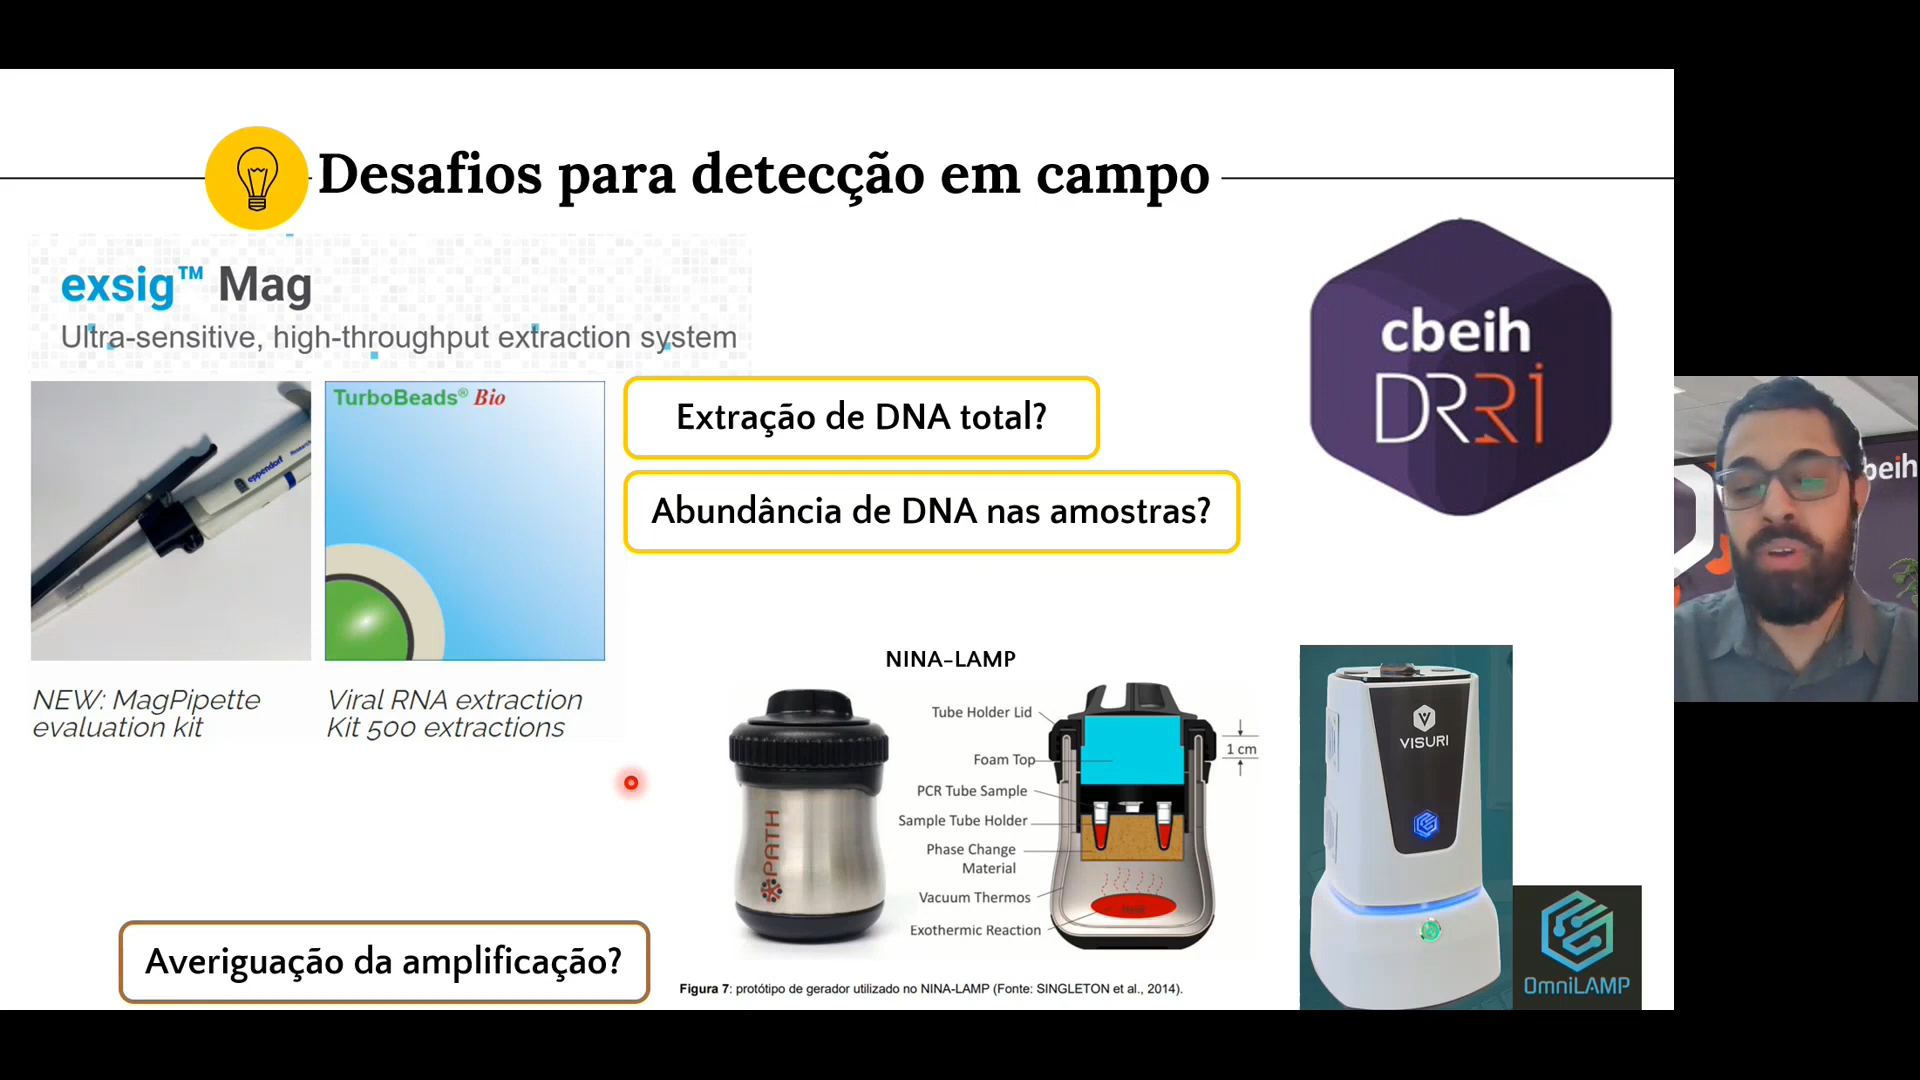 Desafios para detecção em campo
exsig™ Mag
Ultra-sensitive, high-throughput extraction system
cbeih
DRRi
eppendorf
TurboBeads® Bio
Extração de DNA total?
Abundância de DNA nas amostras?
beih
NEW: MagPipette
evaluation kit
Viral RNA extraction
Kit 500 extractions
NINA-LAMP
PATH
Tube Holder Lid
Foam Top
PCR Tube Sample
Sample Tube Holder
Phase Change
Material
Vacuum Thermos
Exothermic Reaction
1 cm
VISURI
OmniLAMP
Averiguação da amplificação?
Figura 7: protótipo de gerador utilizado no NINA-LAMP (Fonte: SINGLETON et al., 2014).